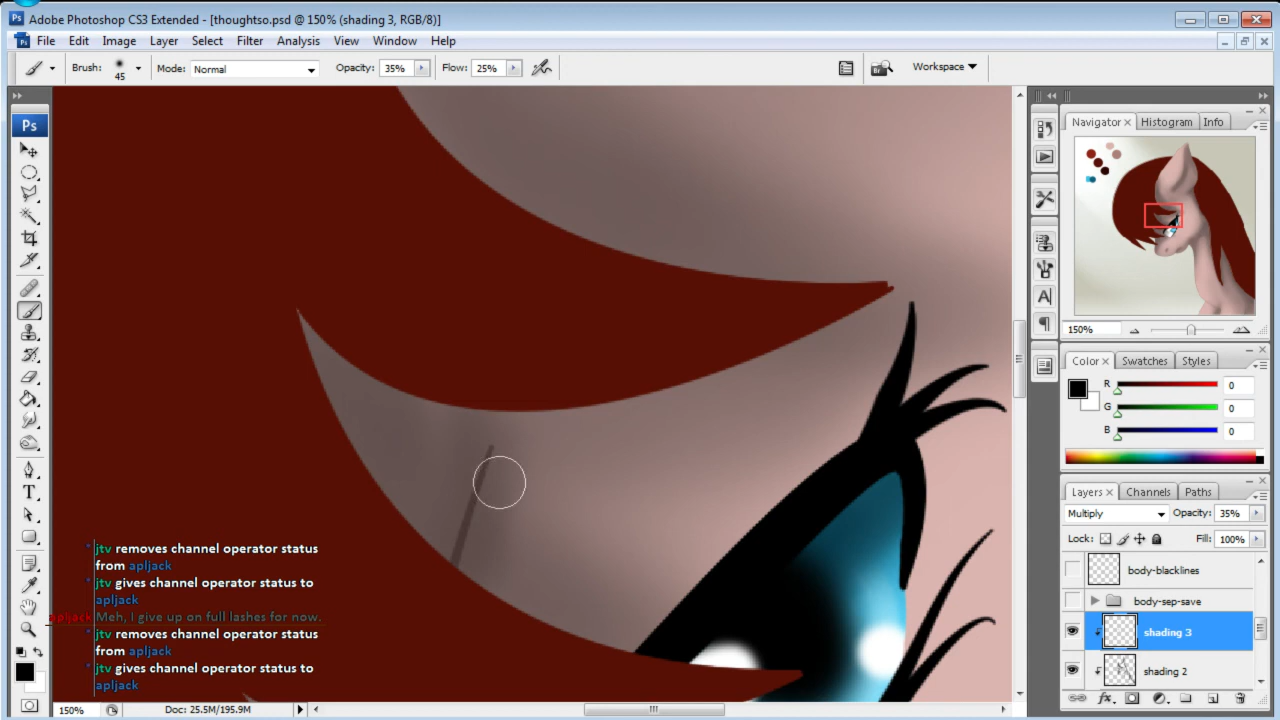 Adobe Photoshop CS3 Extended - [thoughtso.psd @ 150% (shading 3, RGB/8)]
File Edit Image Layer Select Filter Analysis View Window Help
Brush: 45 Mode: Normal Opacity: 35% Flow: 25% Workspace
Ps
Navigator × Histogram Info
150%
Color × Swatches Styles
R 0
G 0
B 0
Layers × Channels Paths
Multiply Opacity: 35%
Lock: Fill: 100%
body-blacklines
body-sep-save
shading 3
shading 2
* jtv removes channel operator status
from apljack
* jtv gives channel operator status to
apljack
apljack Meh, I give up on full lashes for now.
* jtv removes channel operator status
from apljack
* jtv gives channel operator status to
apljack
150% Doc: 25.5M/195.9M